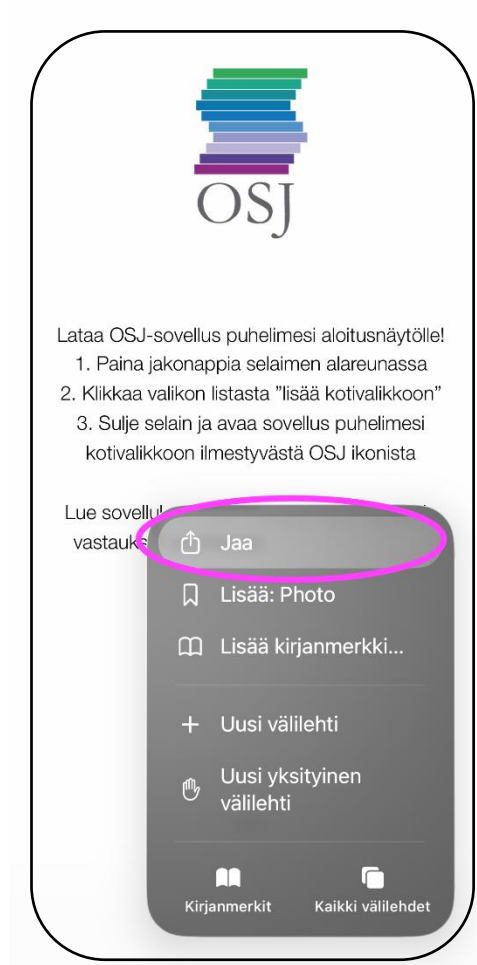 OSJ
Lataa OSJ-sovellus puhelimesi aloitusnäytölle!
1. Paina jakonappia selaimen alareunassa
2. Klikkaa valikon listasta ”lisää kotivalikkoon”
3. Sulje selain ja avaa sovellus puhelimesi
kotivalikkoon ilmestyvästä OSJ ikonista
Lue
Jaa
Lisää: Photo
Lisää kirjanmerkki...
Uusi välilehti
Uusi yksityinen
välilehti
Kirjanmerkit Kaikki välilehdet